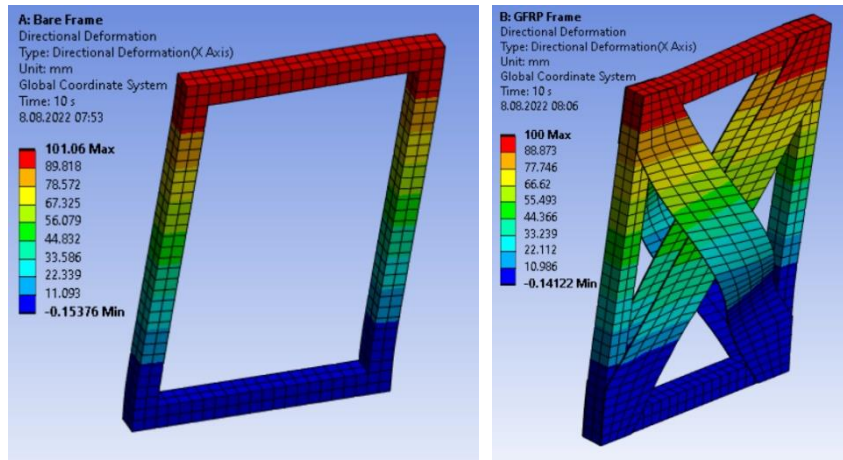 A: Bare Frame
Directional Deformation
Type: Directional Deformation(X Axis)
Unit: mm
Global Coordinate System
Time: 10 s
8.08.2022 07:53
101.06 Max
89.818
78.572
67.325
56.079
44.832
33.586
22.339
11.093
-0.15376 Min
B: GFRP Frame
Directional Deformation
Type: Directional Deformation(X Axis)
Unit: mm
Global Coordinate System
Time: 10 s
8.08.2022 08:06
100 Max
88.873
77.746
66.62
55.493
44.366
33.239
22.112
10.986
-0.14122 Min